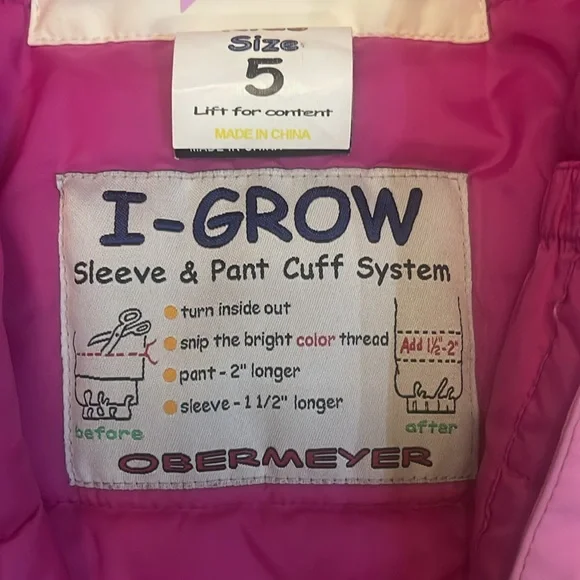 Size
5
Lift for content
MADE IN CHINA
I-GROW
Sleeve & Pant Cuff System
turn inside out
snip the bright color thread
pant - 2" longer
sleeve - 1 1/2" longer
before
Add 1½"-2"
after
OBERMEYER